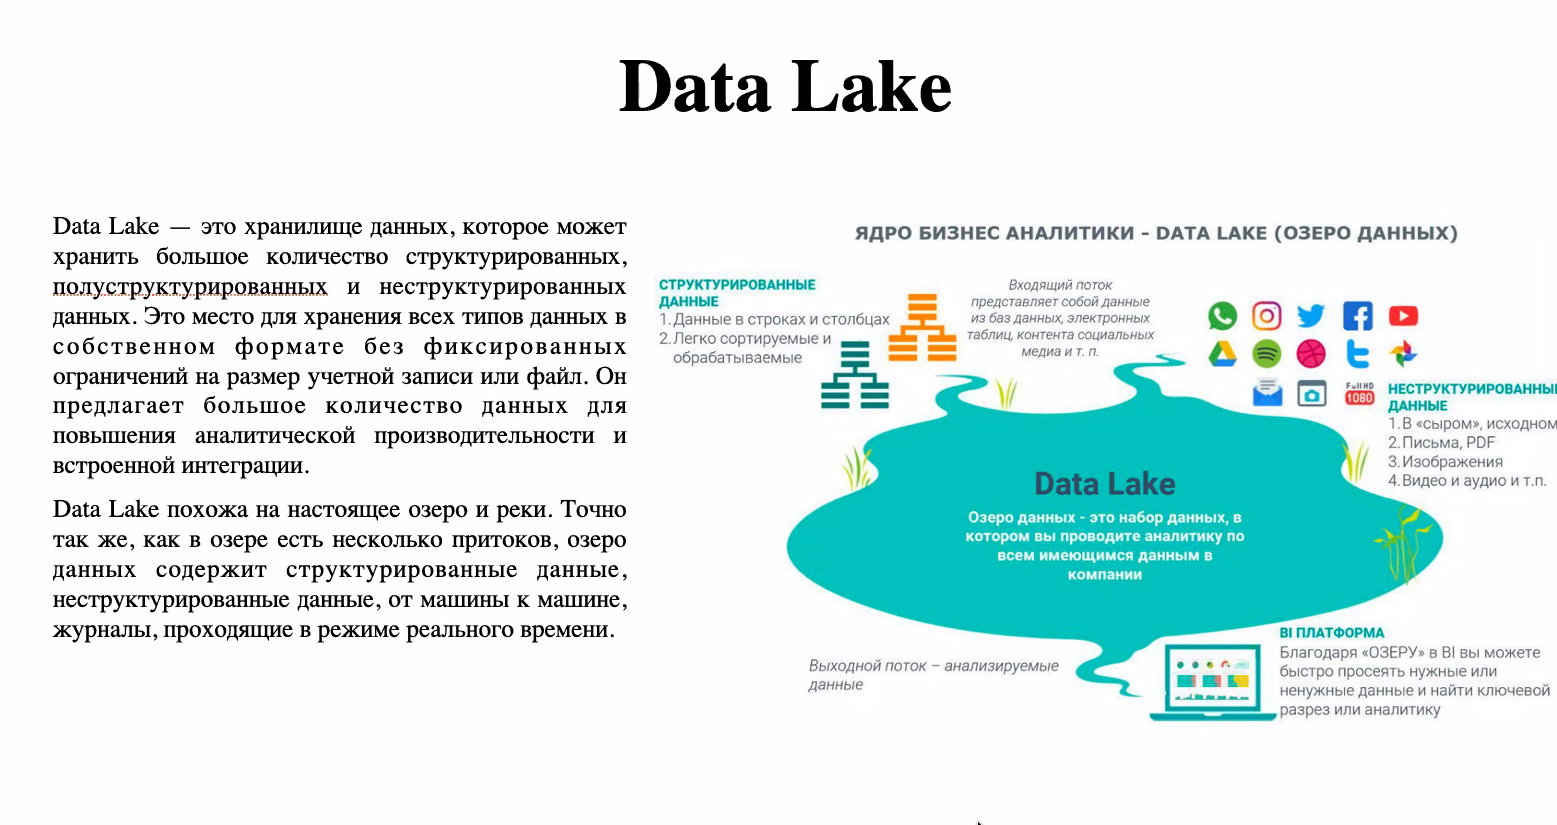 Data Lake
Data Lake — это хранилище данных, которое может
хранить большое количество структурированных,
полуструктурированных и неструктурированных
данных. Это место для хранения всех типов данных в
собственном формате без фиксированных
ограничений на размер учетной записи или файл. Он
предлагает большое количество данных для
повышения аналитической производительности и
встроенной интеграции.
Data Lake похожа на настоящее озеро и реки. Точно
так же, как в озере есть несколько притоков, озеро
данных содержит структурированные данные,
неструктурированные данные, от машины к машине,
журналы, проходящие в режиме реального времени.
ЯДРО БИЗНЕС АНАЛИТИКИ - DATA LAKE (ОЗЕРО ДАННЫХ)
СТРУКТУРИРОВАННЫЕ
ДАННЫЕ
1.Данные в строках и столбцах
2.Легко сортируемые и
обрабатываемые
Входящий поток
представляет собой данные
из баз данных, электронных
таблиц, контента социальных
медиа и т. п.
Full HD
1080
НЕСТРУКТУРИРОВАННЫ
ДАННЫЕ
1.В «сыром», исходном
2.Письма, PDF
3.Изображения
4.Видео и аудио и т.п.
Data Lake
Озеро данных - это набор данных, в
котором вы проводите аналитику по
всем имеющимся данным в
компании
Выходной поток – анализируемые
данные
BI ПЛАТФОРМА
Благодаря «ОЗЕРУ» в BI вы можете
быстро просеять нужные или
ненужные данные и найти ключевой
разрез или аналитику